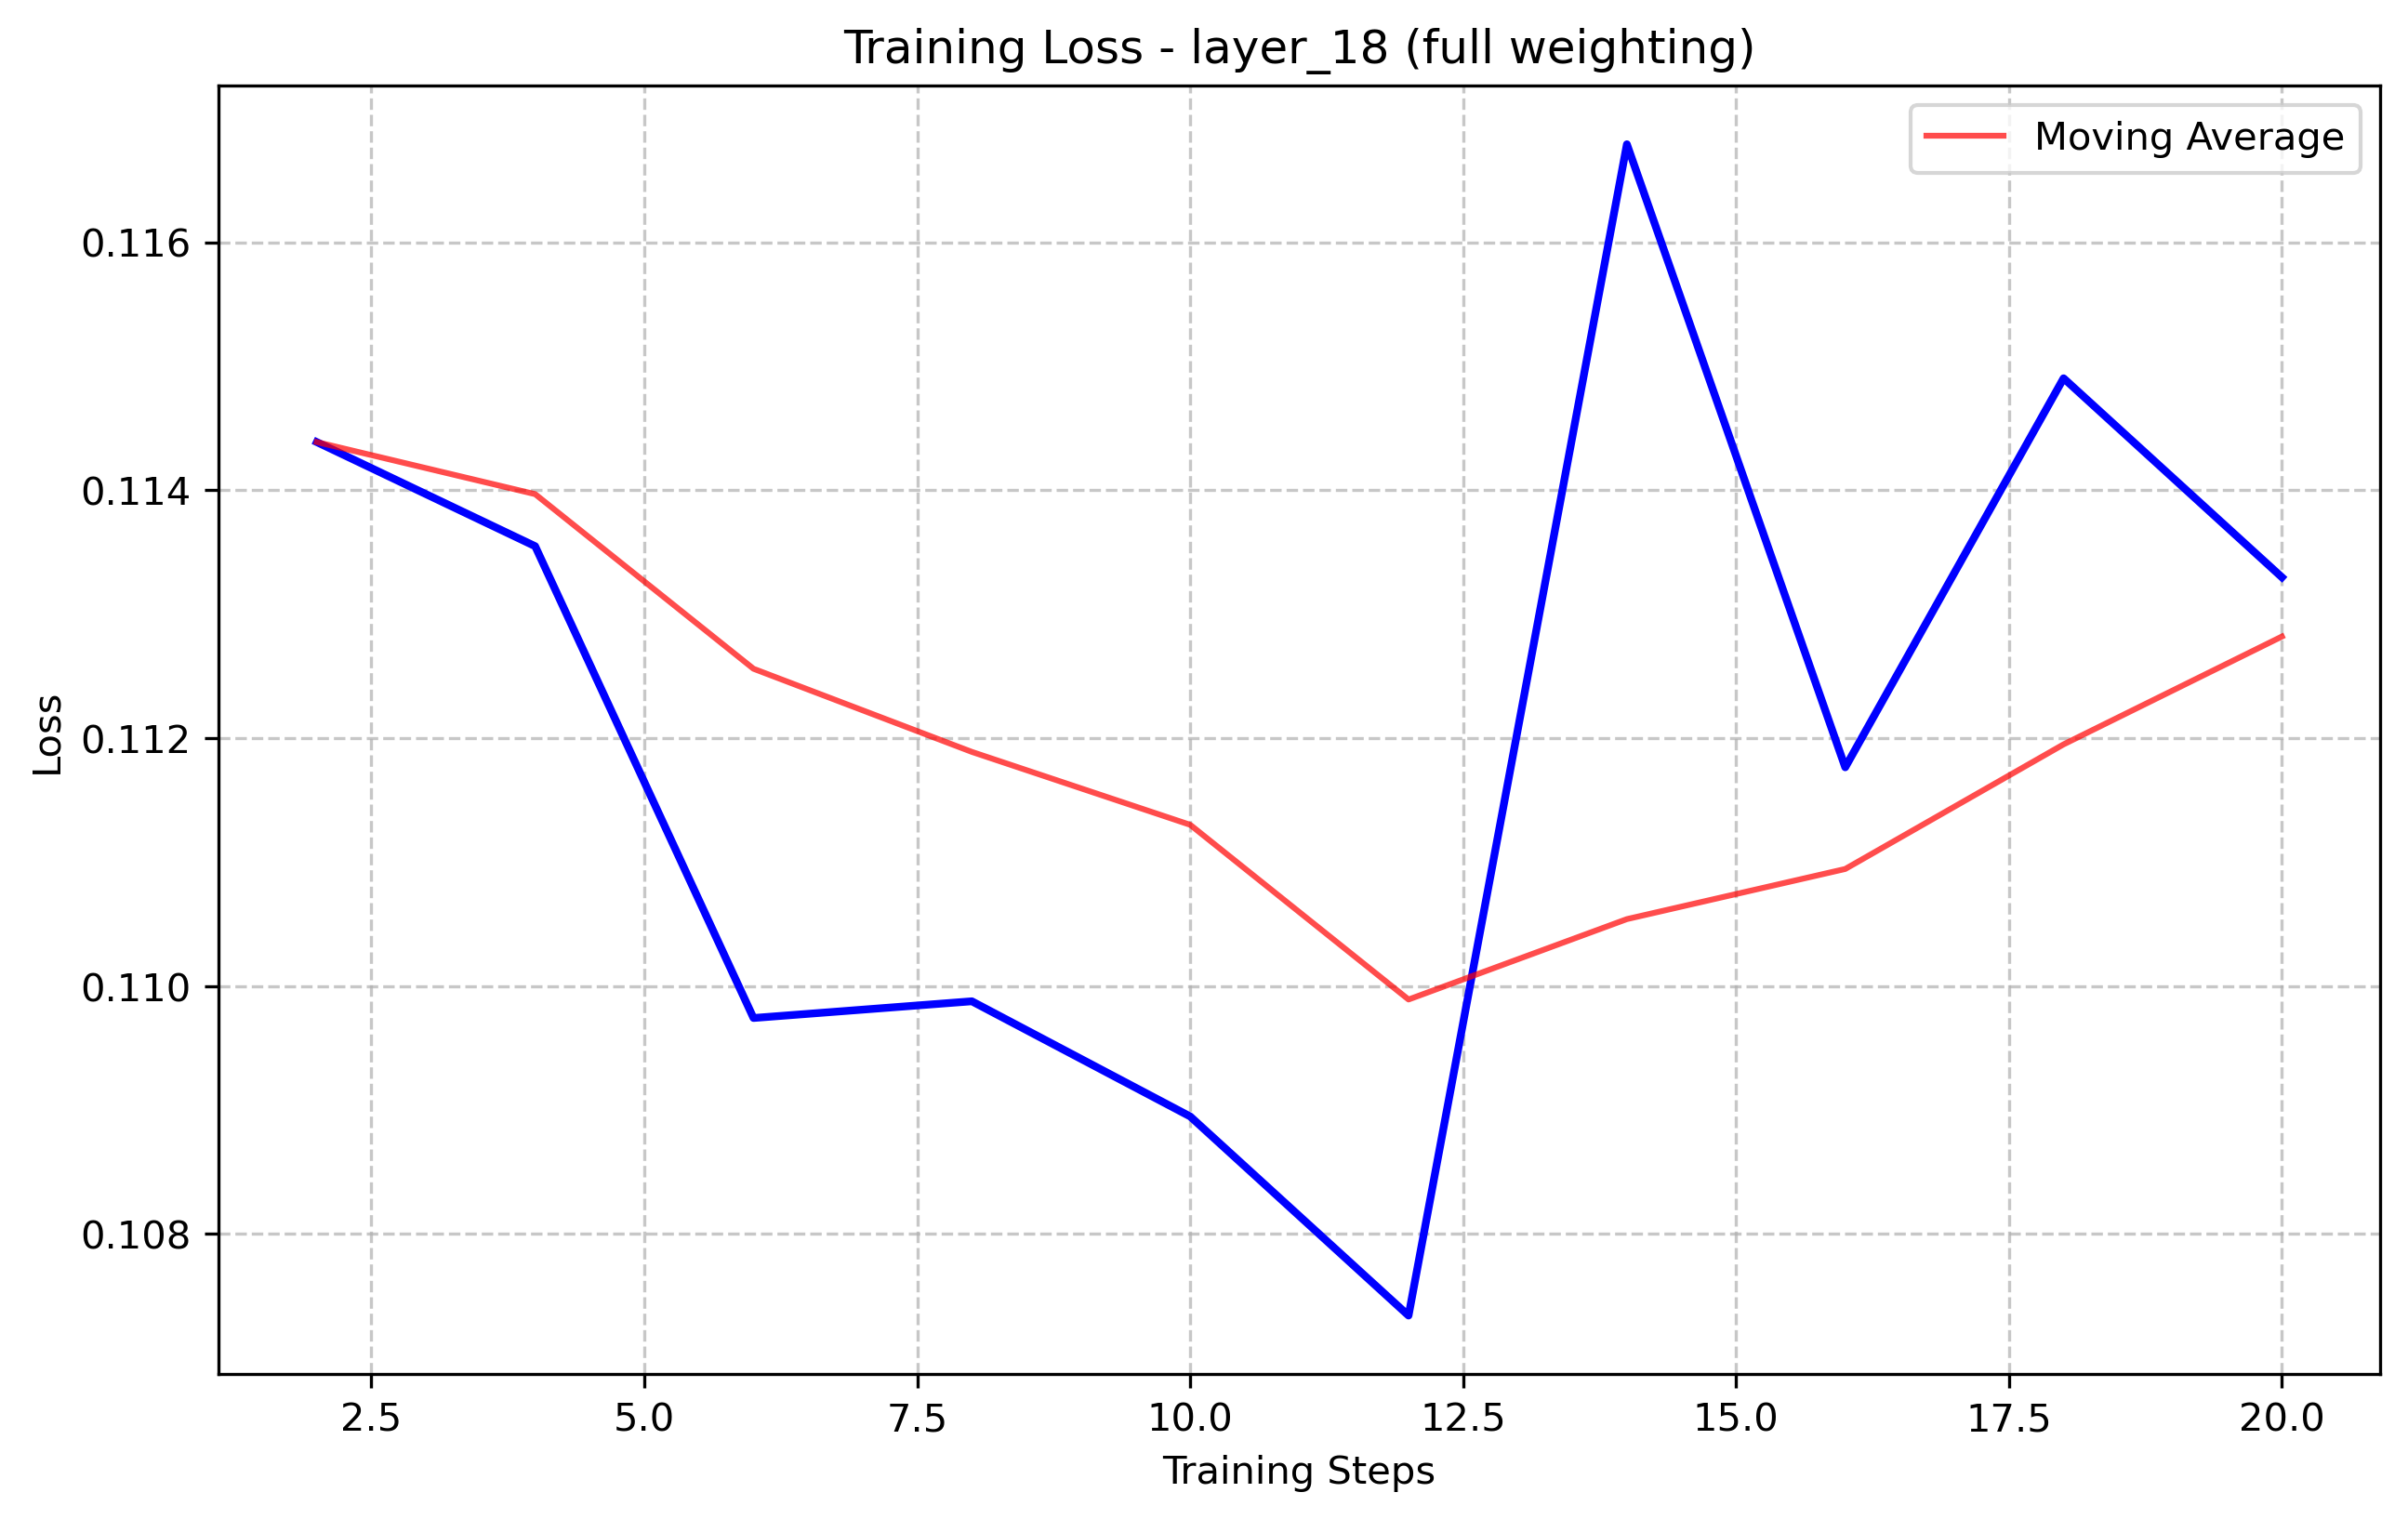 Training Loss - layer_18 (full weighting)
Moving Average
0.116
0.114
0.112
0.110
0.108
Loss
2.5 5.0 7.5 10.0 12.5 15.0 17.5 20.0
Training Steps